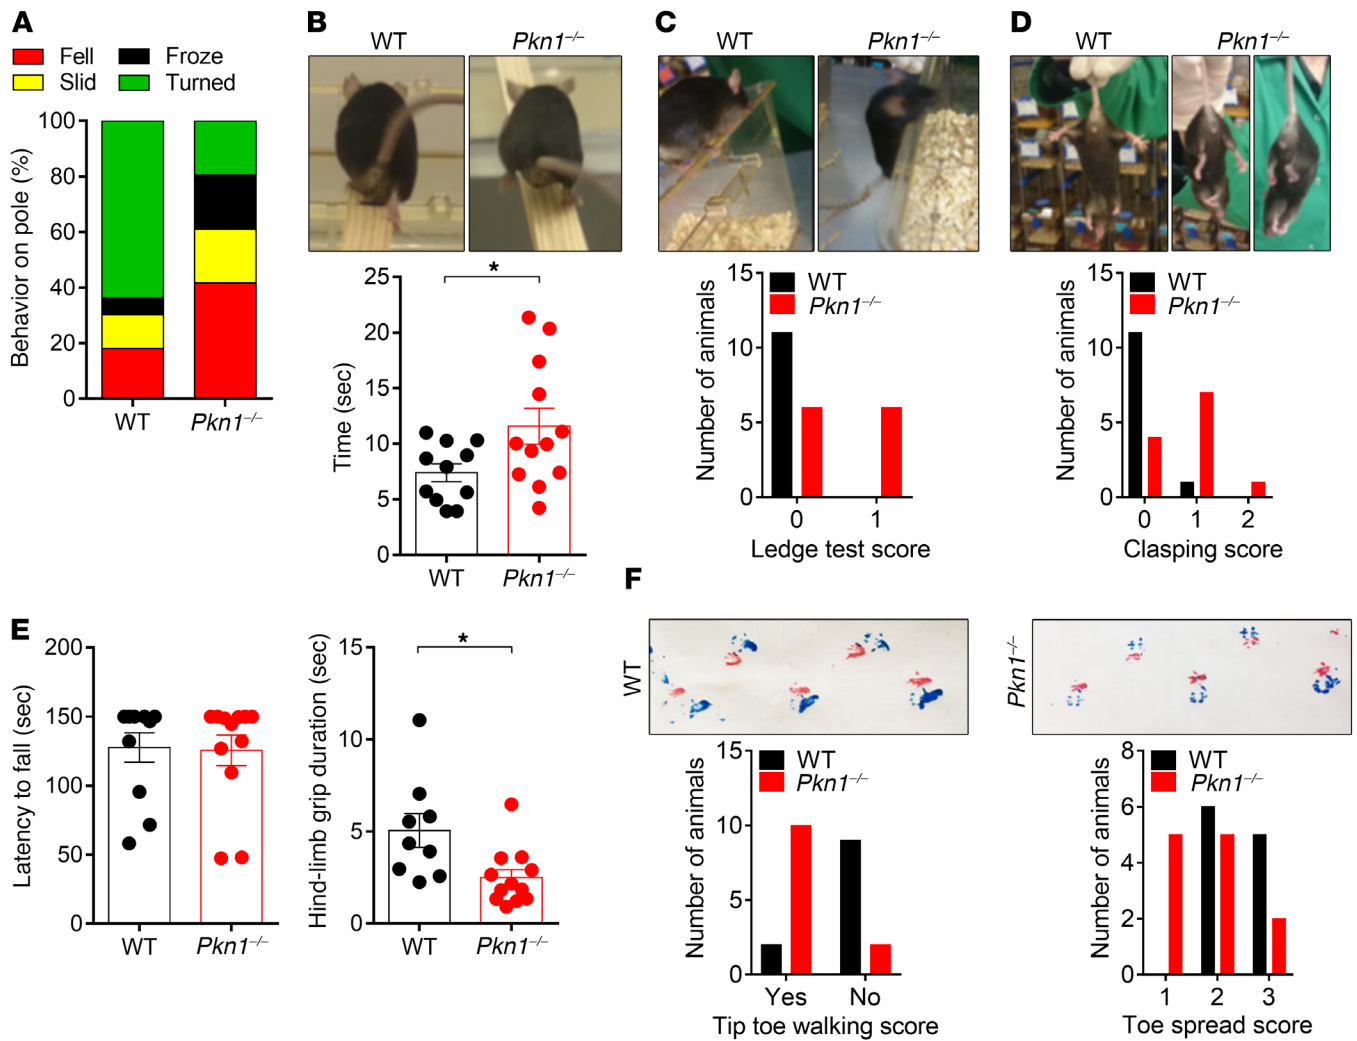 A
Fell Froze
Slid Turned
Behavior on pole (%)
100
80
60
40
20
0
WT Pkn1–/–
B
WT Pkn1–/–
*
Time (sec)
25
20
15
10
5
0
WT Pkn1–/–
C
WT Pkn1–/–
WT
Pkn1–/–
Number of animals
15
10
5
0
0 1
Ledge test score
D
WT Pkn1–/–
WT
Pkn1–/–
Number of animals
15
10
5
0
0 1 2
Clasping score
E
Latency to fall (sec)
200
150
100
50
0
WT Pkn1–/–
*
Hind-limb grip duration (sec)
15
10
5
0
WT Pkn1–/–
F
WT
Pkn1–/–
WT
Pkn1–/–
Number of animals
15
10
5
0
Yes No
Tip toe walking score
WT
Pkn1–/–
Number of animals
8
6
4
2
0
1 2 3
Toe spread score